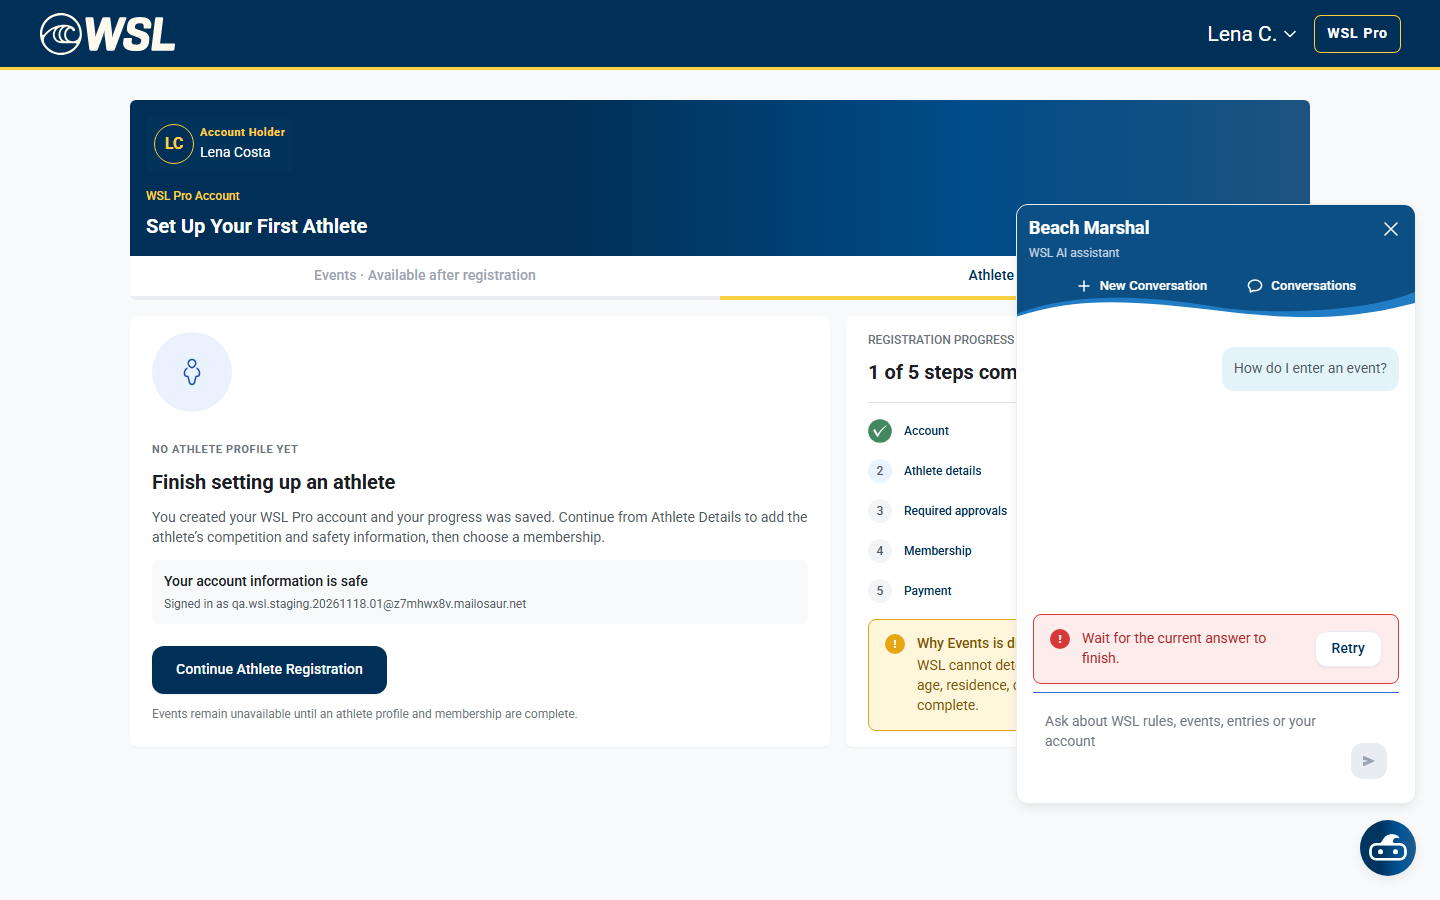 WSL
Lena C.
WSL Pro
LC
Account Holder
Lena Costa
WSL Pro Account
Set Up Your First Athlete
Events · Available after registration
Athlete
NO ATHLETE PROFILE YET
Finish setting up an athlete
You created your WSL Pro account and your progress was saved. Continue from Athlete Details to add the
athlete's competition and safety information, then choose a membership.
Your account information is safe
Signed in as qa.wsl.staging.20261118.01@z7mhwx8v.mailosaur.net
Continue Athlete Registration
Events remain unavailable until an athlete profile and membership are complete.
REGISTRATION PROGRESS
1 of 5 steps com
Account
2 Athlete details
3 Required approvals
4 Membership
5 Payment
Why Events is d
WSL cannot det
age, residence,
complete.
Beach Marshal
WSL AI assistant
New Conversation
Conversations
How do I enter an event?
Wait for the current answer to
finish.
Retry
Ask about WSL rules, events, entries or your
account